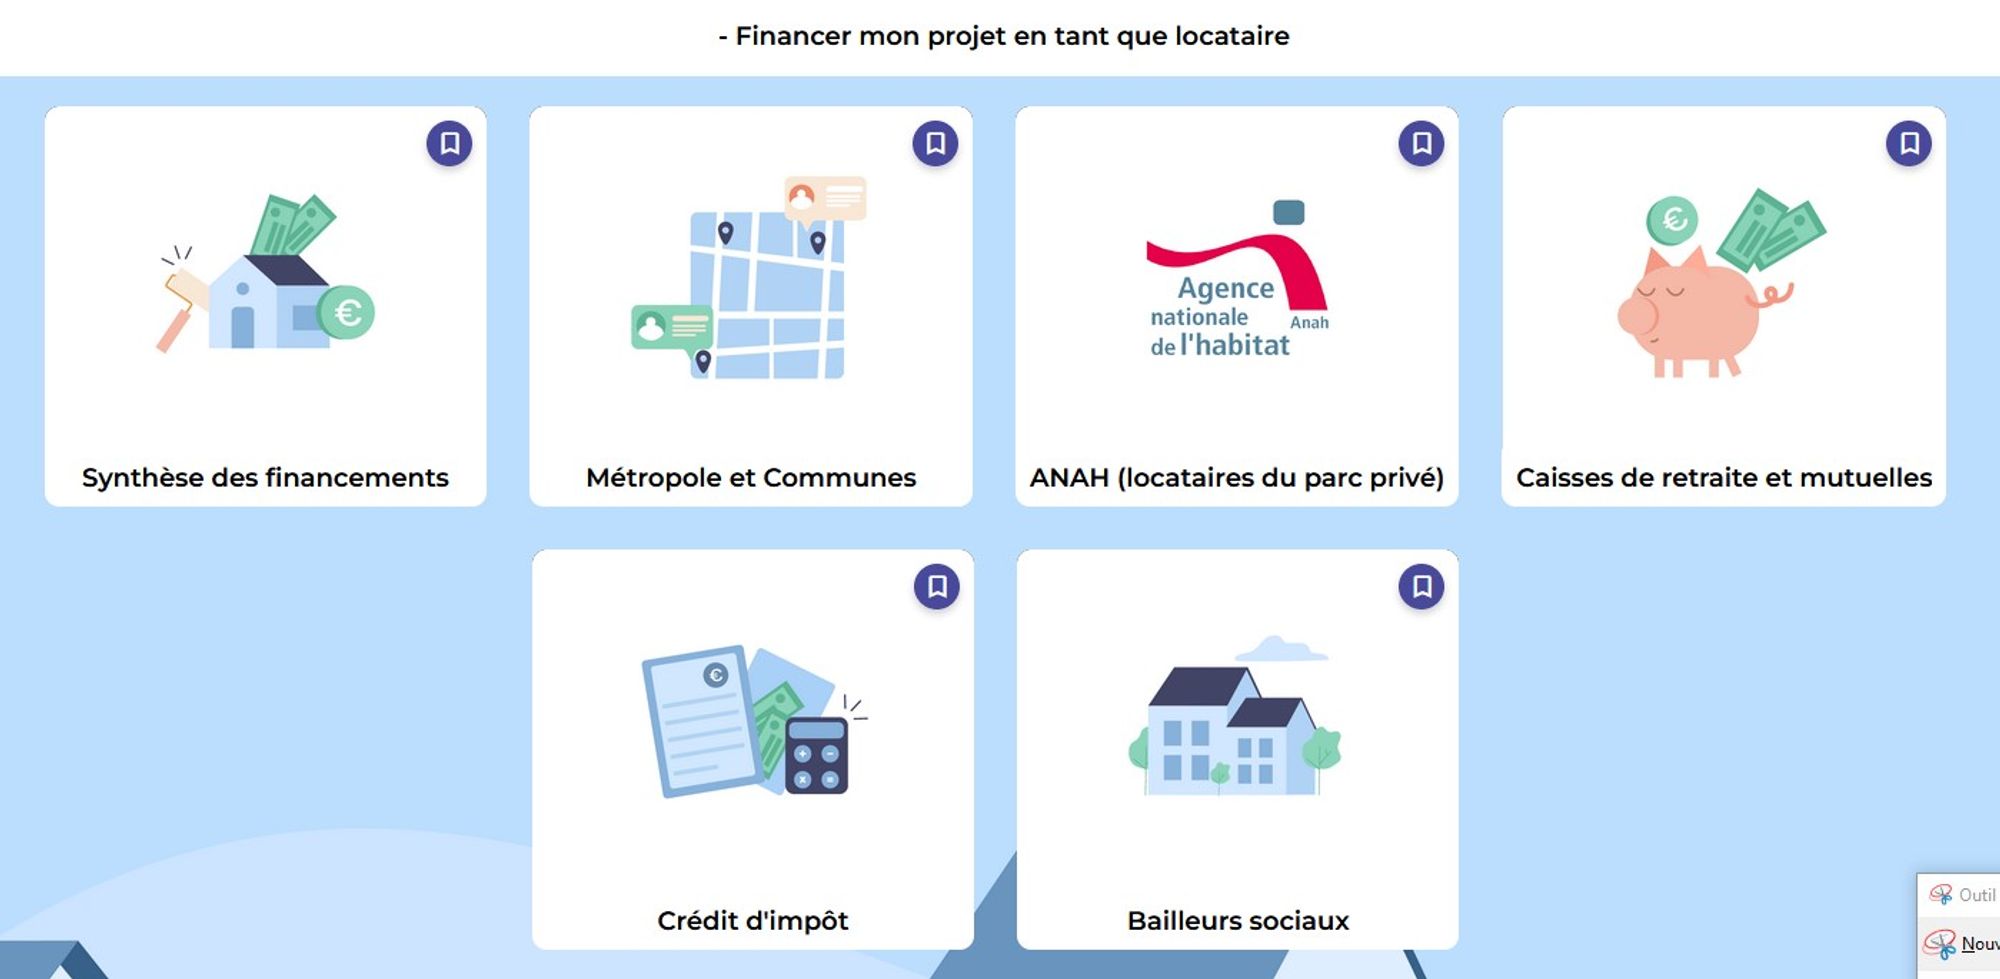 - Financer mon projet en tant que locataire
€
Synthèse des financements
Métropole et Communes
Agence
nationale
de l'habitat
Anah
ANAH (locataires du parc privé)
€
Caisses de retraite et mutuelles
€
Crédit d'impôt
Bailleurs sociaux
Outil
Nouv